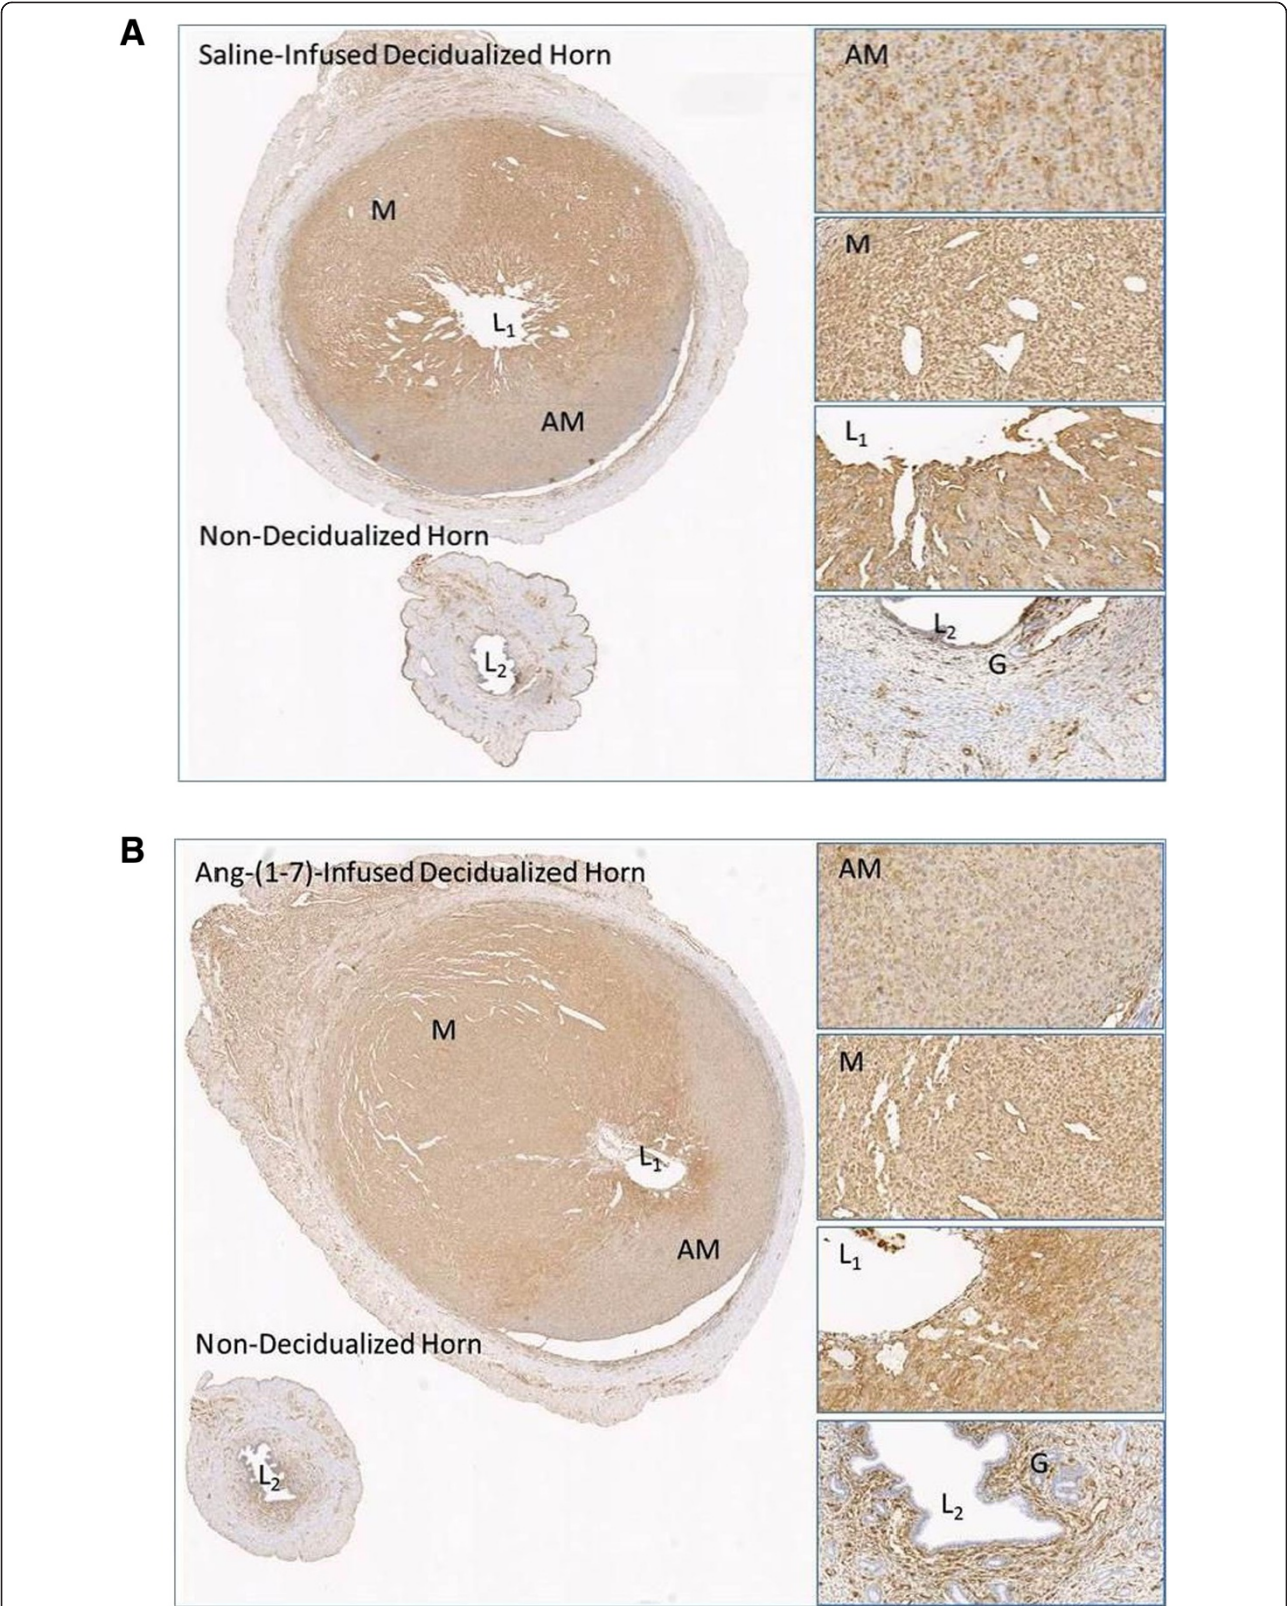 A
Saline-Infused Decidualized Horn
M
L1
AM
Non-Decidualized Horn
L2
AM
M
L1
L2
G
B
Ang-(1-7)-Infused Decidualized Horn
M
L1
AM
Non-Decidualized Horn
L2
AM
M
L1
G
L2